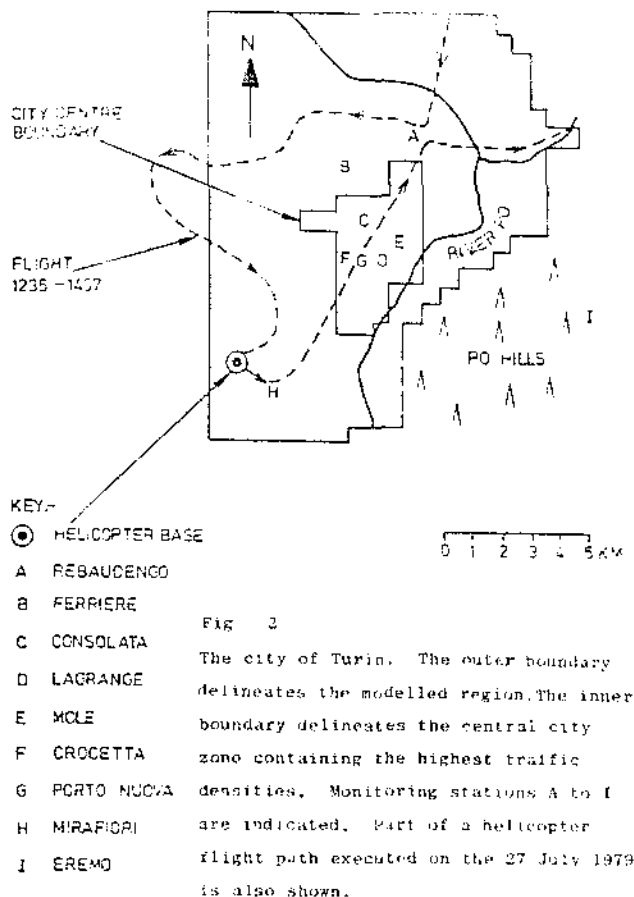 N
CITY CENTRE
BOUNDARY
A
B
C
E
F G D
RIVER PO
FLIGHT
1236 - 1407
I
PO HILLS
H
KEY:-
HELICOPTER BASE
0 1 2 3 4 5 KM
A REBAUDENGO
B FERRIERE
C CONSOLATA
D LAGRANGE
E MOLE
F CROCETTA
G PORTO NUOVA
H MIRAFIORI
I EREMO
Fig 2
The city of Turin. The outer boundary
delineates the modelled region. The inner
boundary delineates the central city
zone containing the highest traffic
densities. Monitoring stations A to I
are indicated. Part of a helicopter
flight path executed on the 27 July 1979
is also shown.